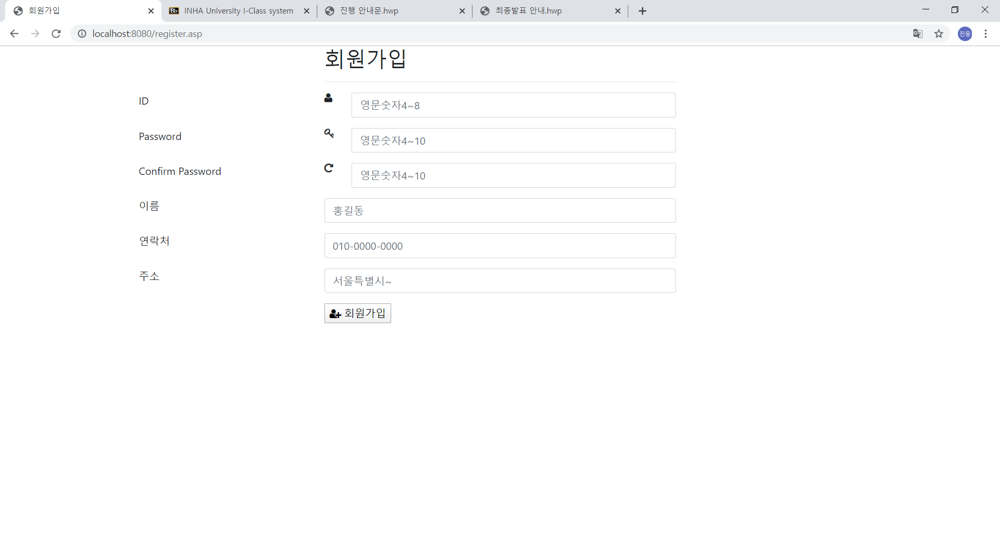 회원가입
INHA University I-Class system
진행 안내문.hwp
최종발표 안내.hwp
localhost:8080/register.asp
진웅
회원가입
ID
영문숫자4~8
Password
영문숫자4~10
Confirm Password
영문숫자4~10
이름
홍길동
연락처
010-0000-0000
주소
서울특별시~
회원가입